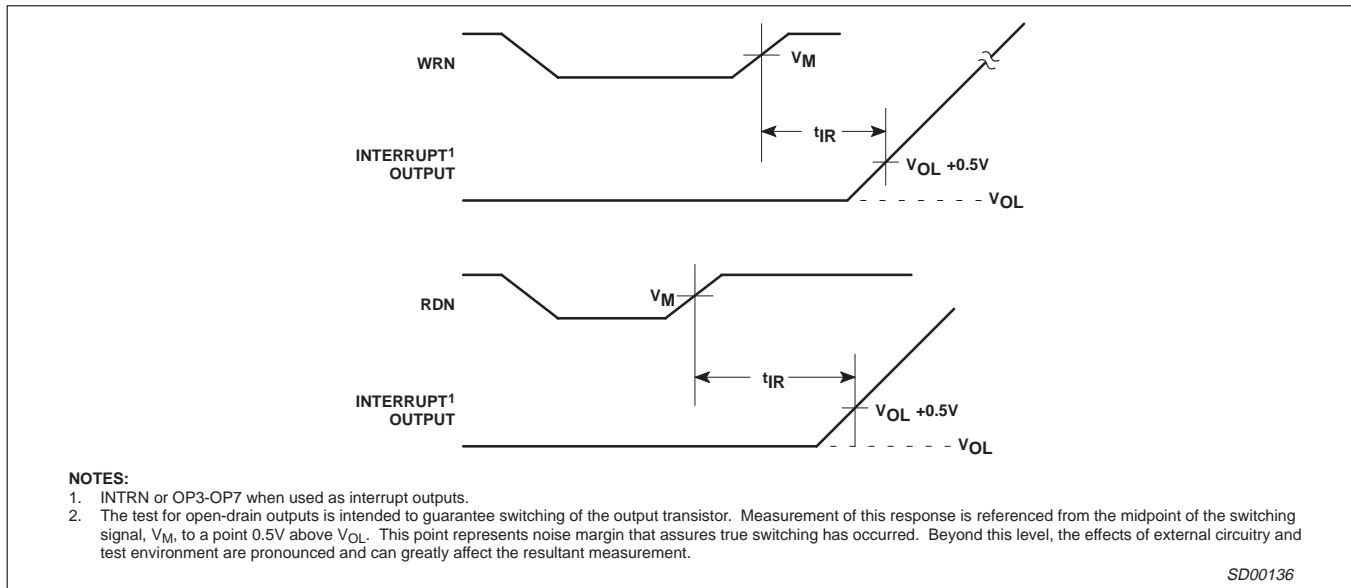 WRN
VM
tIR
INTERRUPT1
OUTPUT
VOL +0.5V
VOL
RDN
VM
tIR
INTERRUPT1
OUTPUT
VOL +0.5V
VOL
NOTES:
1. INTRN or OP3-OP7 when used as interrupt outputs.
2. The test for open-drain outputs is intended to guarantee switching of the output transistor. Measurement of this response is referenced from the midpoint of the switching
signal, VM, to a point 0.5V above VOL. This point represents noise margin that assures true switching has occurred. Beyond this level, the effects of external circuitry and
test environment are pronounced and can greatly affect the resultant measurement.
SD00136